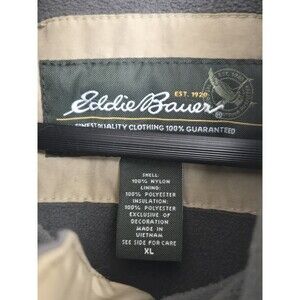 EST. 1920
Eddie Bauer
®
FINEST QUALITY CLOTHING 100% GUARANTEED
SHELL:
100% NYLON
LINING:
100% POLYESTER
INSULATION:
100% POLYESTER
EXCLUSIVE OF
DECORATION
MADE IN
VIETNAM
SEE SIDE FOR CARE
XL